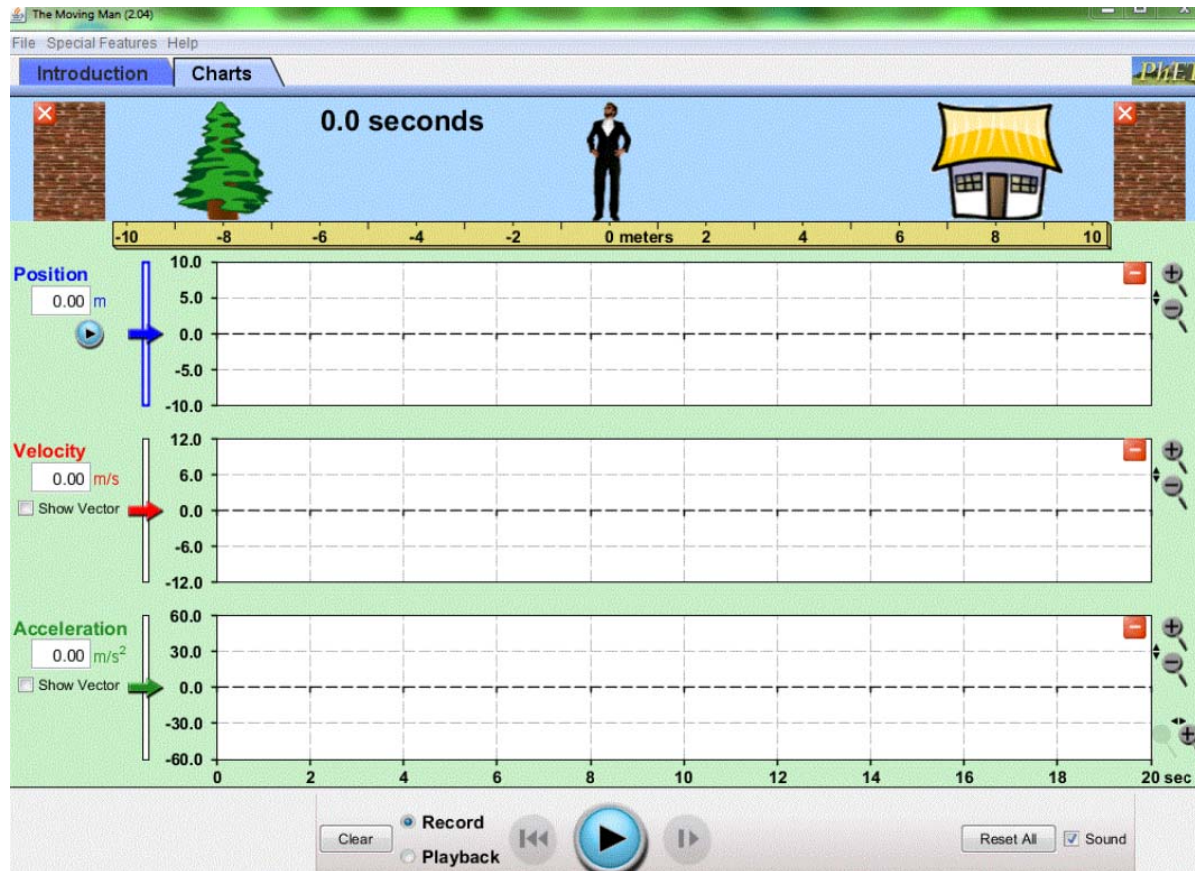 The Moving Man (2.04)
File Special Features Help
Introduction Charts
PhET
0.0 seconds
-10 -8 -6 -4 -2 0 meters 2 4 6 8 10
Position
0.00 m
10.0
5.0
0.0
-5.0
-10.0
Velocity
0.00 m/s
Show Vector
12.0
6.0
0.0
-6.0
-12.0
Acceleration
0.00 m/s²
Show Vector
60.0
30.0
0.0
-30.0
-60.0
0 2 4 6 8 10 12 14 16 18 20 sec
Clear
Record
Playback
Reset All
Sound